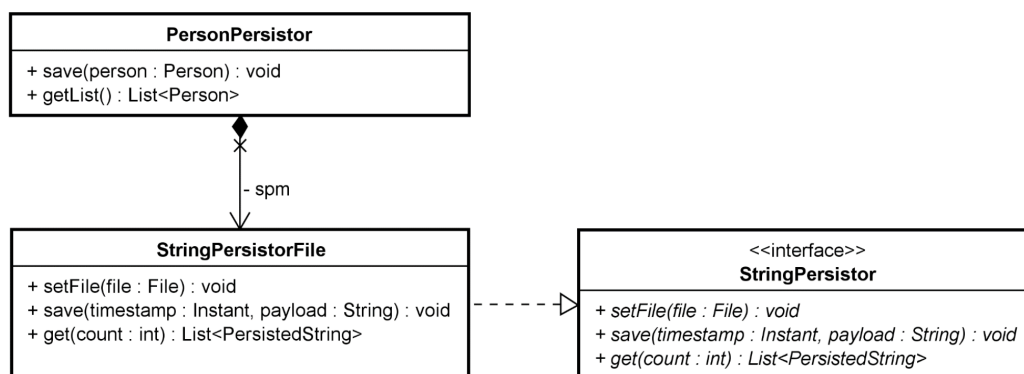 PersonPersistor
+ save(person : Person) : void
+ getList() : List<Person>
- spm
StringPersistorFile
+ setFile(file : File) : void
+ save(timestamp : Instant, payload : String) : void
+ get(count : int) : List<PersistedString>
<<interface>>
StringPersistor
+ setFile(file : File) : void
+ save(timestamp : Instant, payload : String) : void
+ get(count : int) : List<PersistedString>